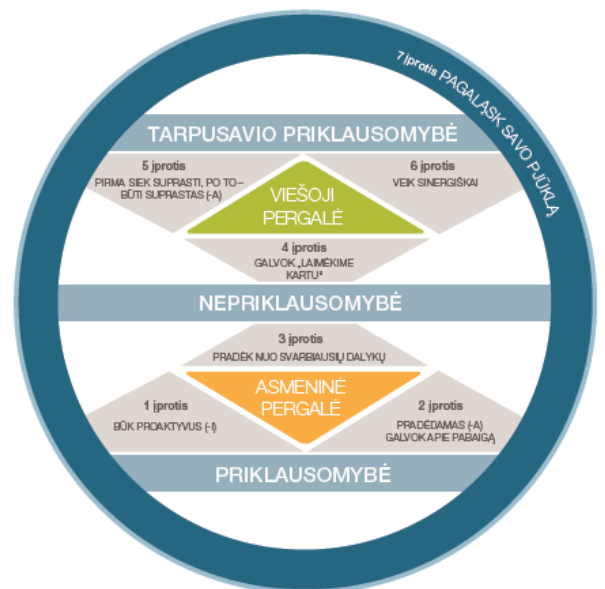 7 įprotis PAGALĄSK SAVO PJŪKLĄ
TARPUSAVIO PRIKLAUSOMYBĖ
5 įprotis
PIRMA SIEK SUPRASTI, PO TO–
BŪTI SUPRASTAS (-A)
VIEŠOJI
PERGALĖ
6 įprotis
VEIK SINERGIŠKAI
4 įprotis
GALVOK „LAIMĖKIME
KARTU“
NEPRIKLAUSOMYBĖ
3 įprotis
PRADĖK NUO SVARBIAUSIŲ DALYKŲ
1 įprotis
BŪK PROAKTYVUS (-I)
ASMENINĖ
PERGALĖ
2 įprotis
PRADĖDAMAS (-A)
GALVOK APIE PABAIGĄ
PRIKLAUSOMYBĖ